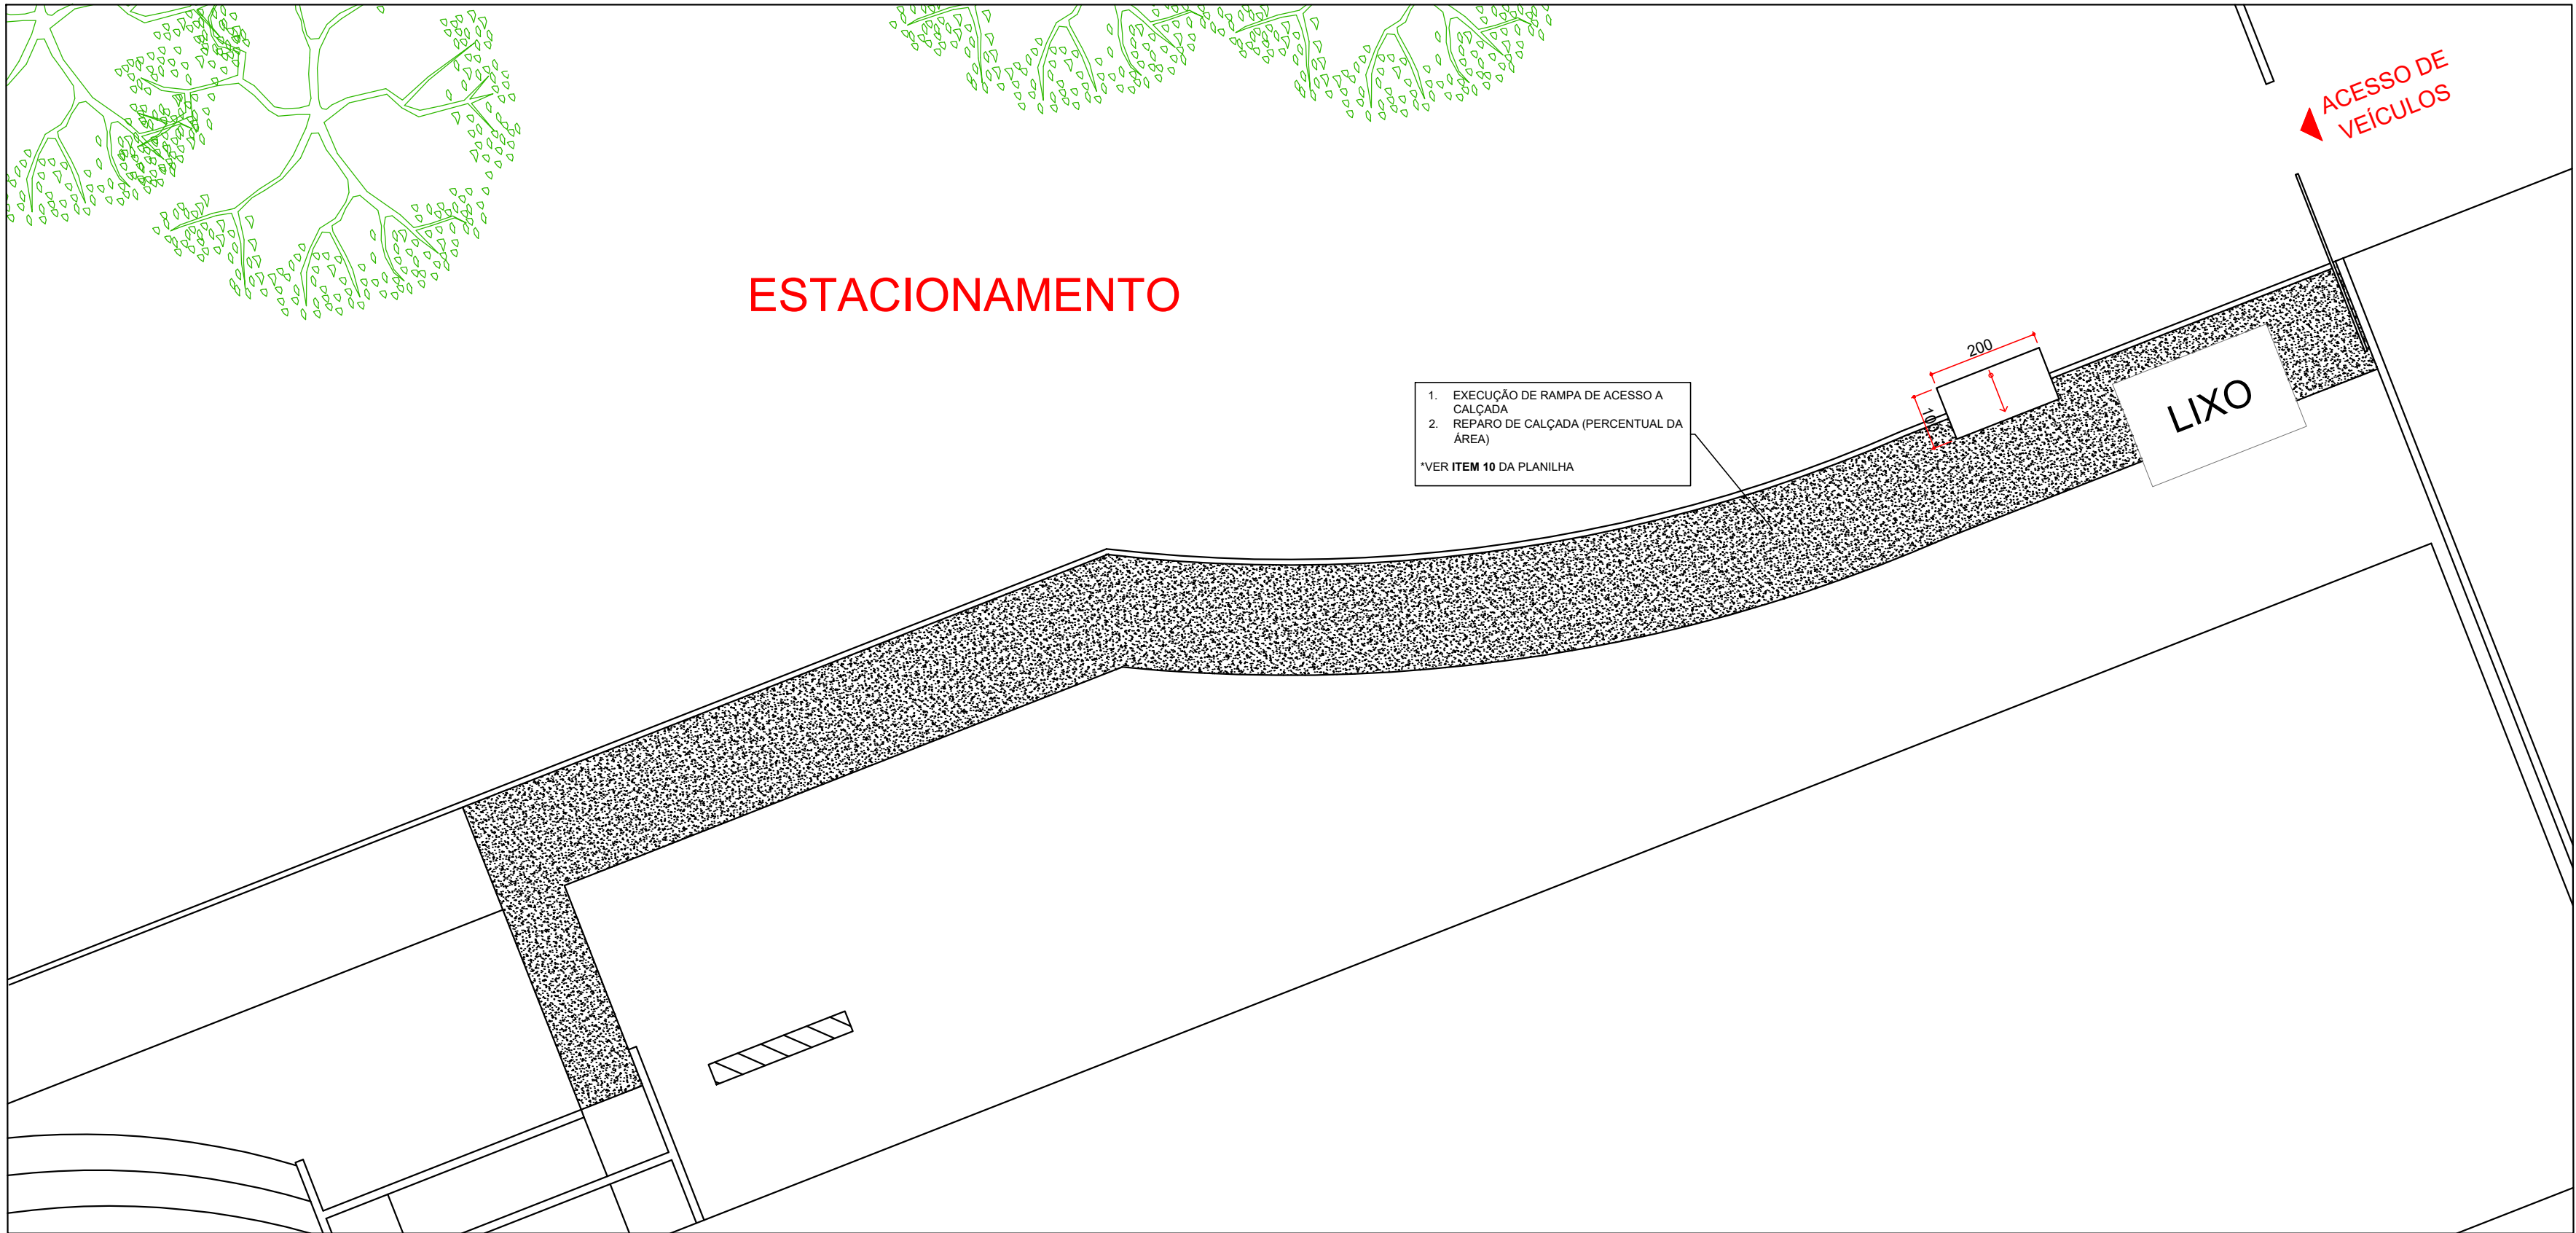 ACESSO DE
VEÍCULOS
ESTACIONAMENTO
200
100
LIXO
1. EXECUÇÃO DE RAMPA DE ACESSO A
CALÇADA
2. REPARO DE CALÇADA (PERCENTUAL DA
ÁREA)
*VER ITEM 10 DA PLANILHA